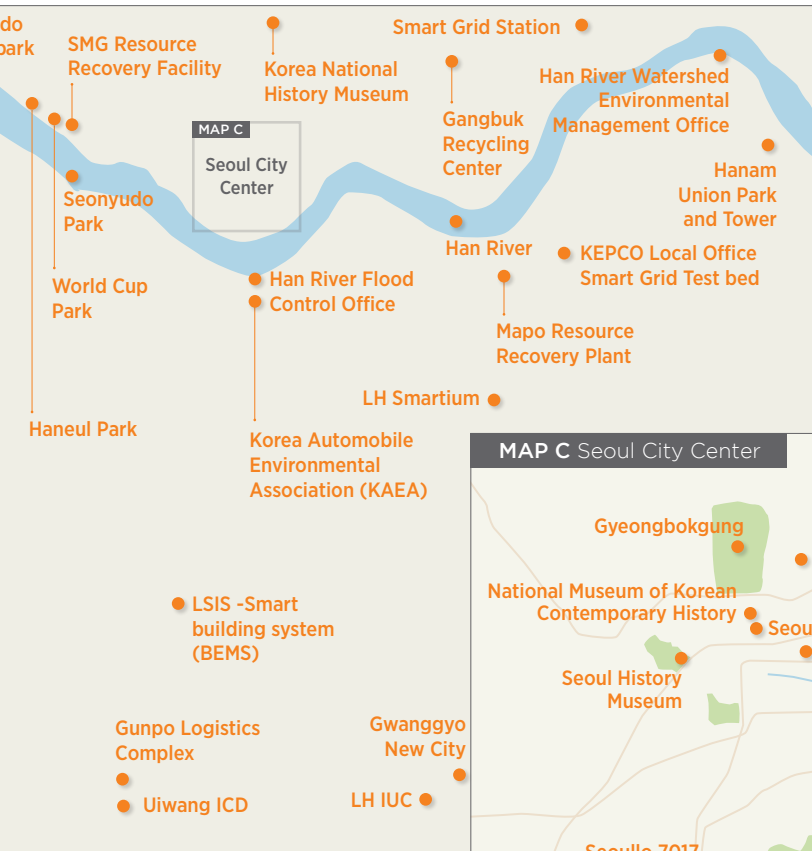 do
park
SMG Resource
Recovery Facility
Korea National
History Museum
Smart Grid Station
Gangbuk
Recycling
Center
Han River Watershed
Environmental
Management Office
MAP C
Seoul City
Center
Hanam
Union Park
and Tower
Seonyudo
Park
Han River
KEPCO Local Office
Smart Grid Test bed
World Cup
Park
Han River Flood
Control Office
Mapo Resource
Recovery Plant
LH Smartium
Haneul Park
Korea Automobile
Environmental
Association (KAEA)
MAP C Seoul City Center
Gyeongbokgung
National Museum of Korean
Contemporary History
Seou
Seoul History
Museum
LSIS -Smart
building system
(BEMS)
Gunpo Logistics
Complex
Gwanggyo
New City
Uiwang ICD
LH IUC
Seoullo 7017